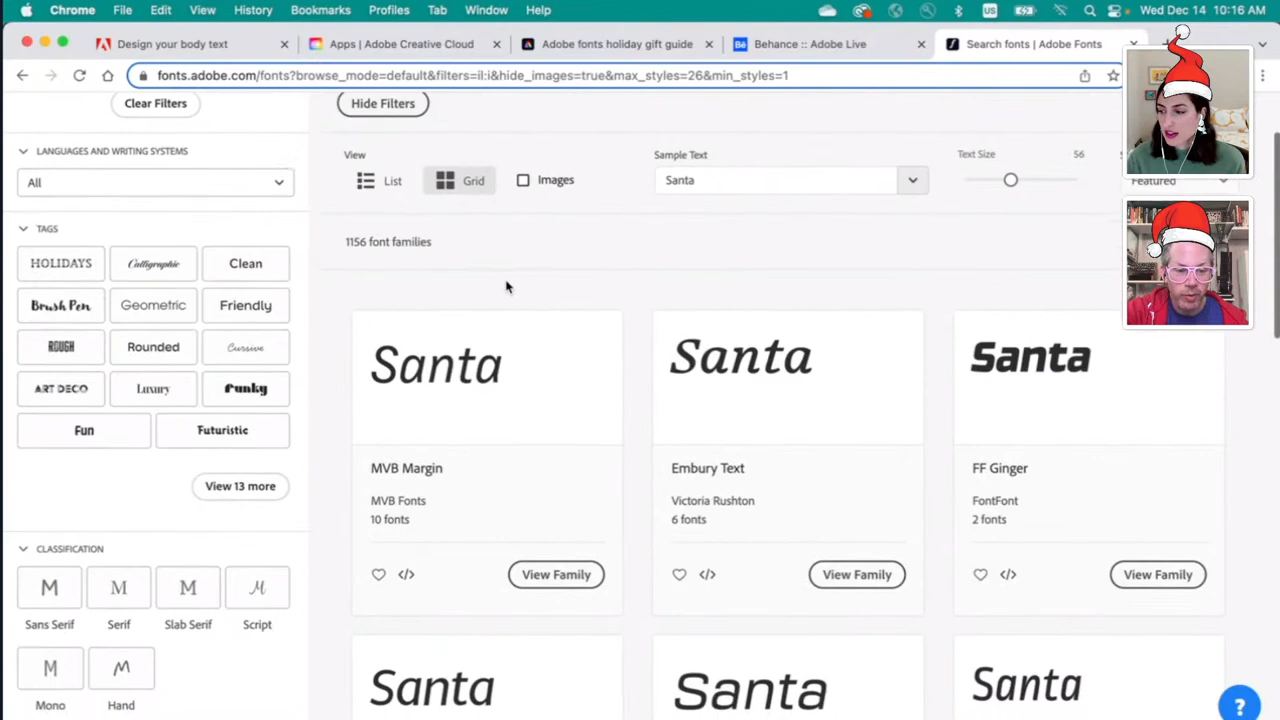 Chrome File Edit View History Bookmarks Profiles Tab Window Help US Wed Dec 14 10:16 AM
Design your body text
Apps | Adobe Creative Cloud
Adobe fonts holiday gift guide
Behance :: Adobe Live
Search fonts | Adobe Fonts
fonts.adobe.com/fonts?browse_mode=default&filters=il:i&hide_images=true&max_styles=26&min_styles=1
Clear Filters
Hide Filters
LANGUAGES AND WRITING SYSTEMS
All
View
List
Grid
Images
Sample Text
Santa
Text Size 56
Featured
TAGS
HOLIDAYS Calligraphic Clean
Brush Pen Geometric Friendly
ROUGH Rounded Cursive
ART DECO Luxury Funky
Fun Futuristic
View 13 more
CLASSIFICATION
M M M M
Sans Serif Serif Slab Serif Script
M M
Mono Hand
1156 font families
Santa
MVB Margin
MVB Fonts
10 fonts
View Family
Santa
Embury Text
Victoria Rushton
6 fonts
View Family
Santa
FF Ginger
FontFont
2 fonts
View Family
Santa Santa Santa
?